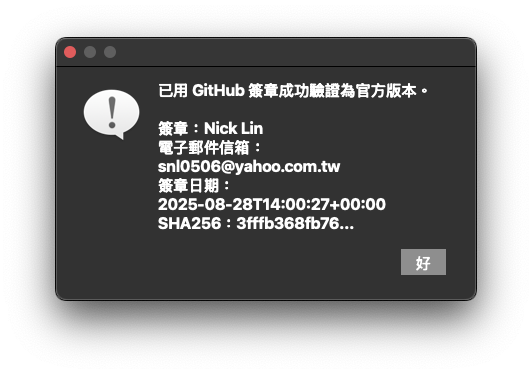 已用 GitHub 簽章成功驗證為官方版本。
簽章：Nick Lin
電子郵件信箱：
snl0506@yahoo.com.tw
簽章日期：
2025-08-28T14:00:27+00:00
SHA256：3fffb368fb76...
好